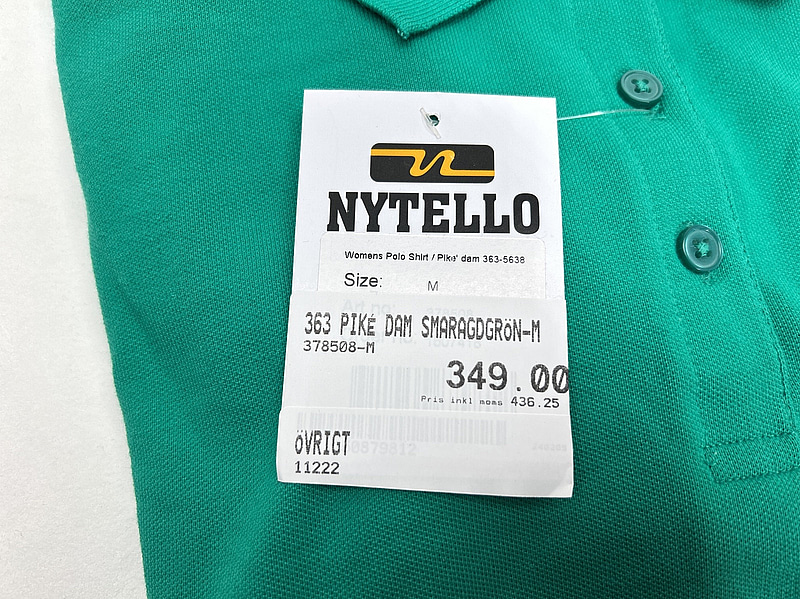 NYTELLO
Womens Polo Shirt / Pike' dam 363-5638
Size: M
363 PIKÉ DAM SMARAGDGRöN-M
378508-M
349.00
Pris inkl moms 436.25
öVRIGT
11222